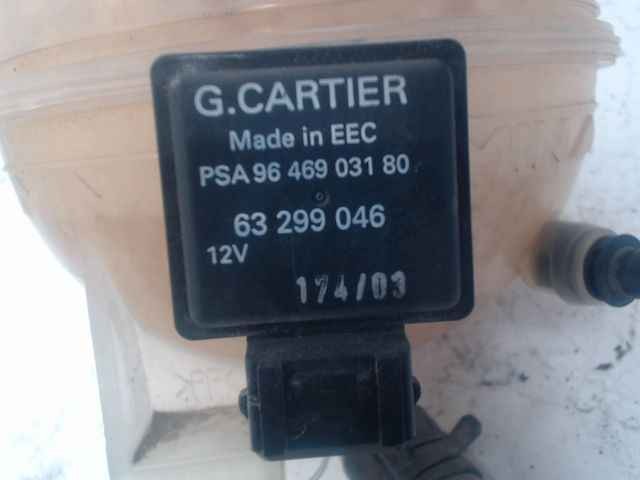 G.CARTIER
Made in EEC
PSA 96 469 031 80
63 299 046
12V
174/03